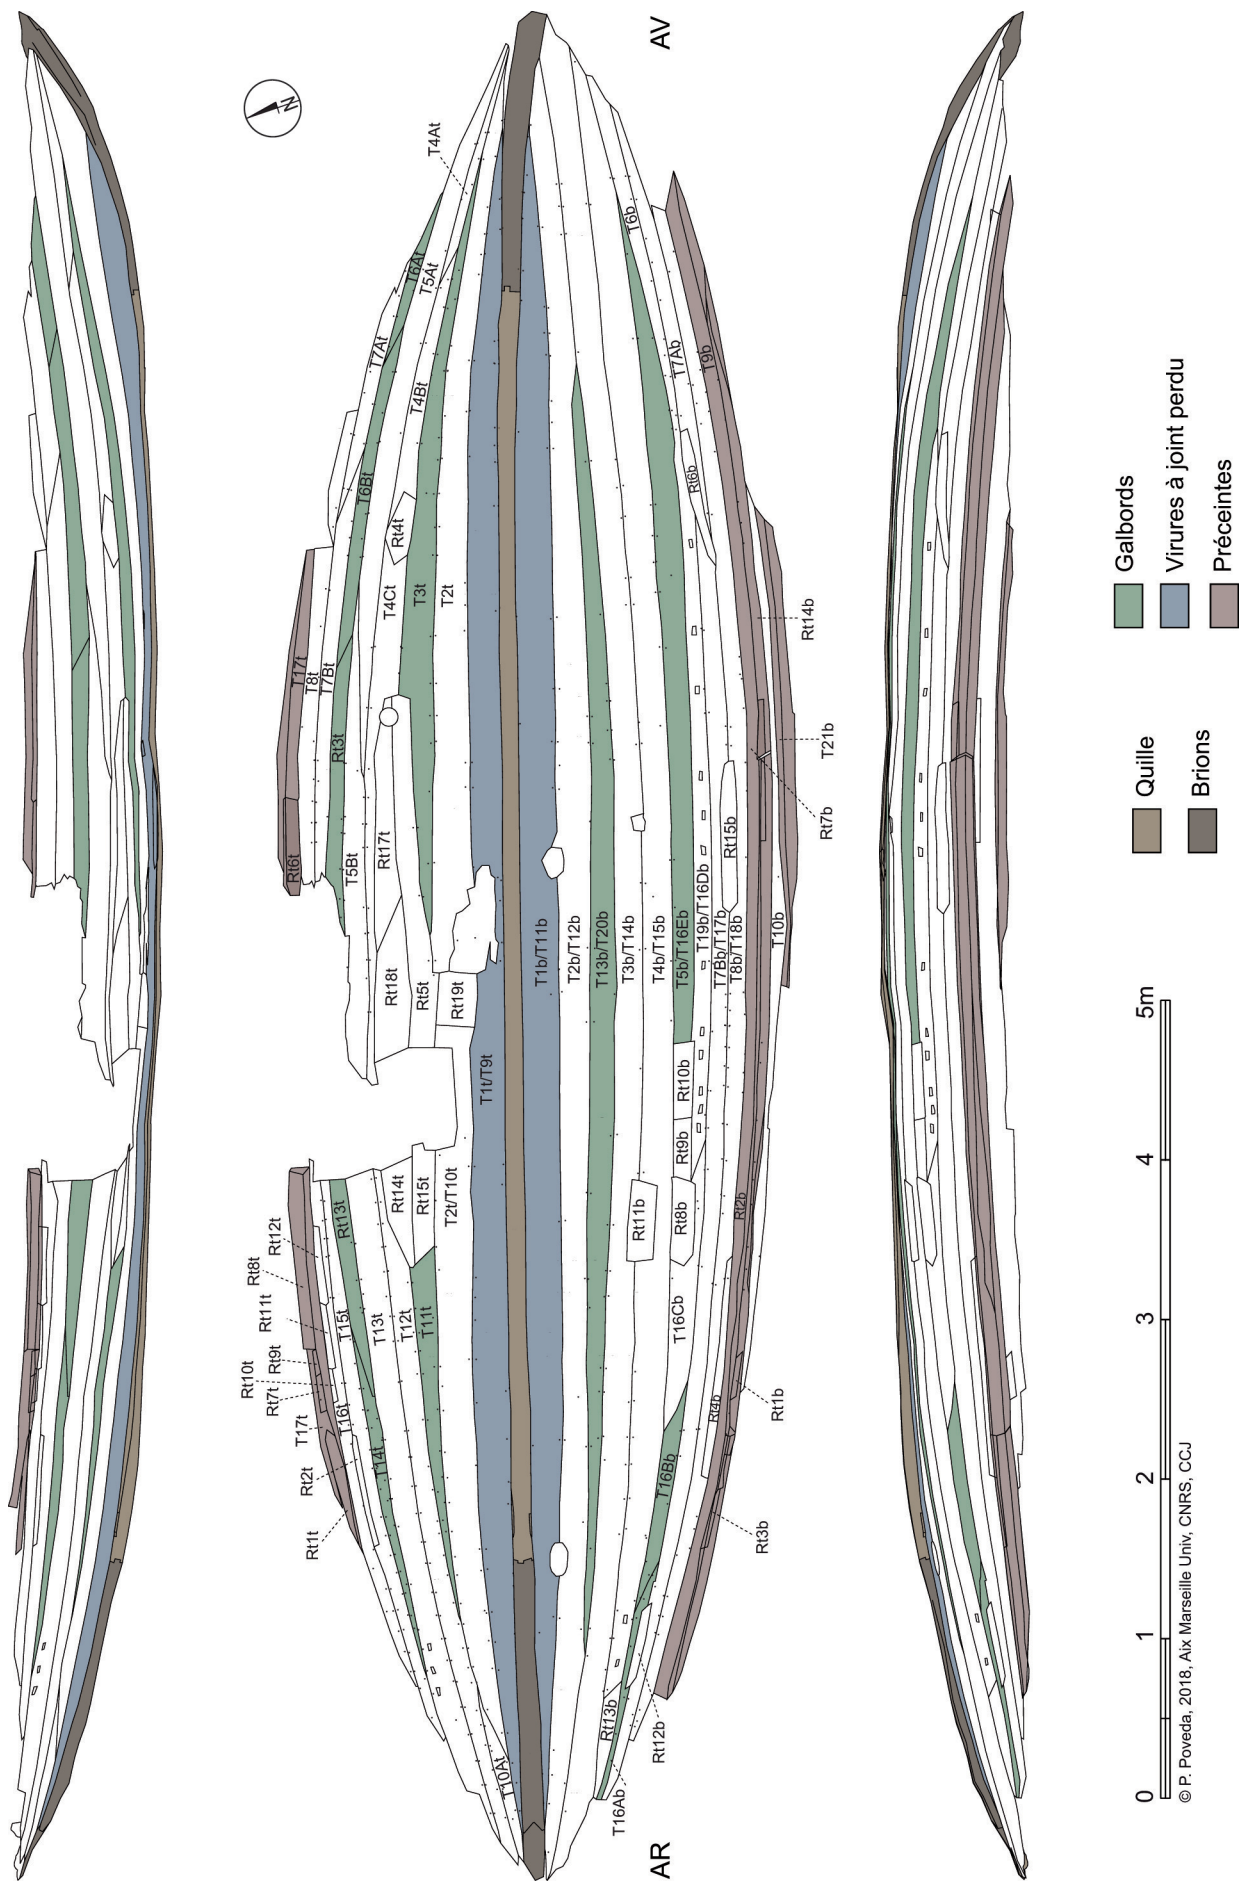 AV
N
T4At
T6At
T5At
T7At
T4Bt
T6Bt
Rt4t
T4Ct
T3t
T2t
T17t
T8t
T7Bt
Rt3t
Rt6t
T5Bt
Rt17t
Rt18t
Rt5t
Rt19t
T1t/T9t
T6b
T7Ab
T9b
Rt6b
Rt14b
T21b
Rt7b
Rt15b
T1b/T11b
T2b/T12b
T13b/T20b
T3b/T14b
T4b/T15b
T5b/T16Eb
T19b/T16Db
T7Bb/T17b
T8b/T18b
T10b
Rt10b
Rt9b
Rt8b
Rt11b
Rt2b
T16Cb
Rt4b
Rt1b
T16Bb
Rt3b
Rt13b
Rt12b
T16Ab
Rt12t
Rt8t
Rt11t
Rt9t
Rt10t
Rt7t
T17t
Rt2t
Rt1t
Rt13t
Rt14t
Rt15t
T2t/T10t
T15t
T13t
T12t
T11t
T16t
T14t
T10At
AR
Galbords
Virures à joint perdu
Préceintes
Quille
Brions
0 1 2 3 4 5m
© P. Poveda, 2018, Aix Marseille Univ, CNRS, CCJ